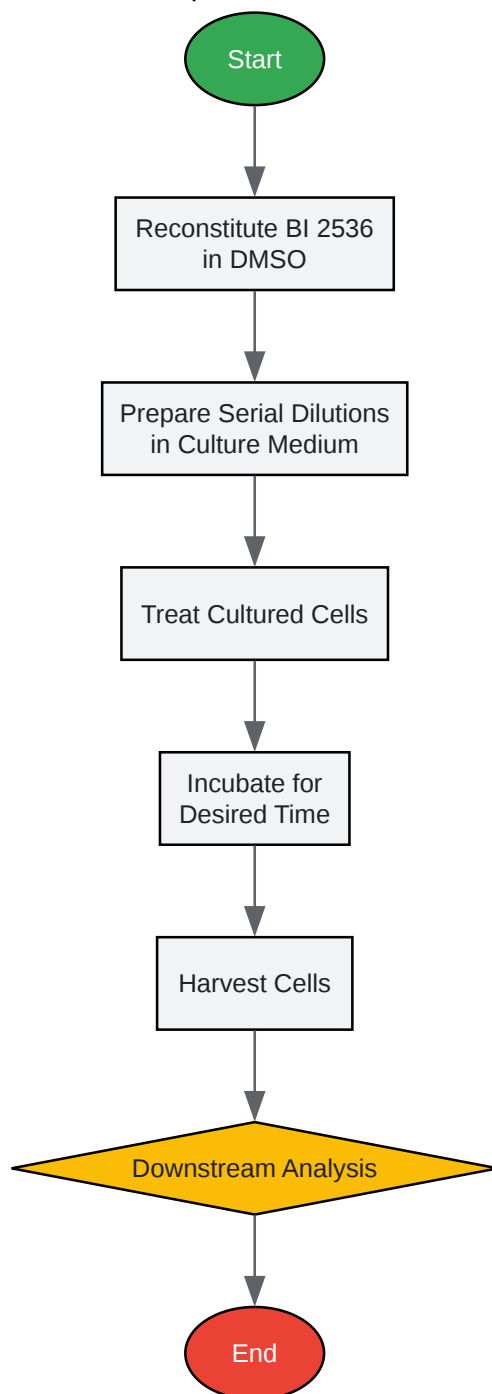 Start
Reconstitute BI 2536
in DMSO
Prepare Serial Dilutions
in Culture Medium
Treat Cultured Cells
Incubate for
Desired Time
Harvest Cells
Downstream Analysis
End